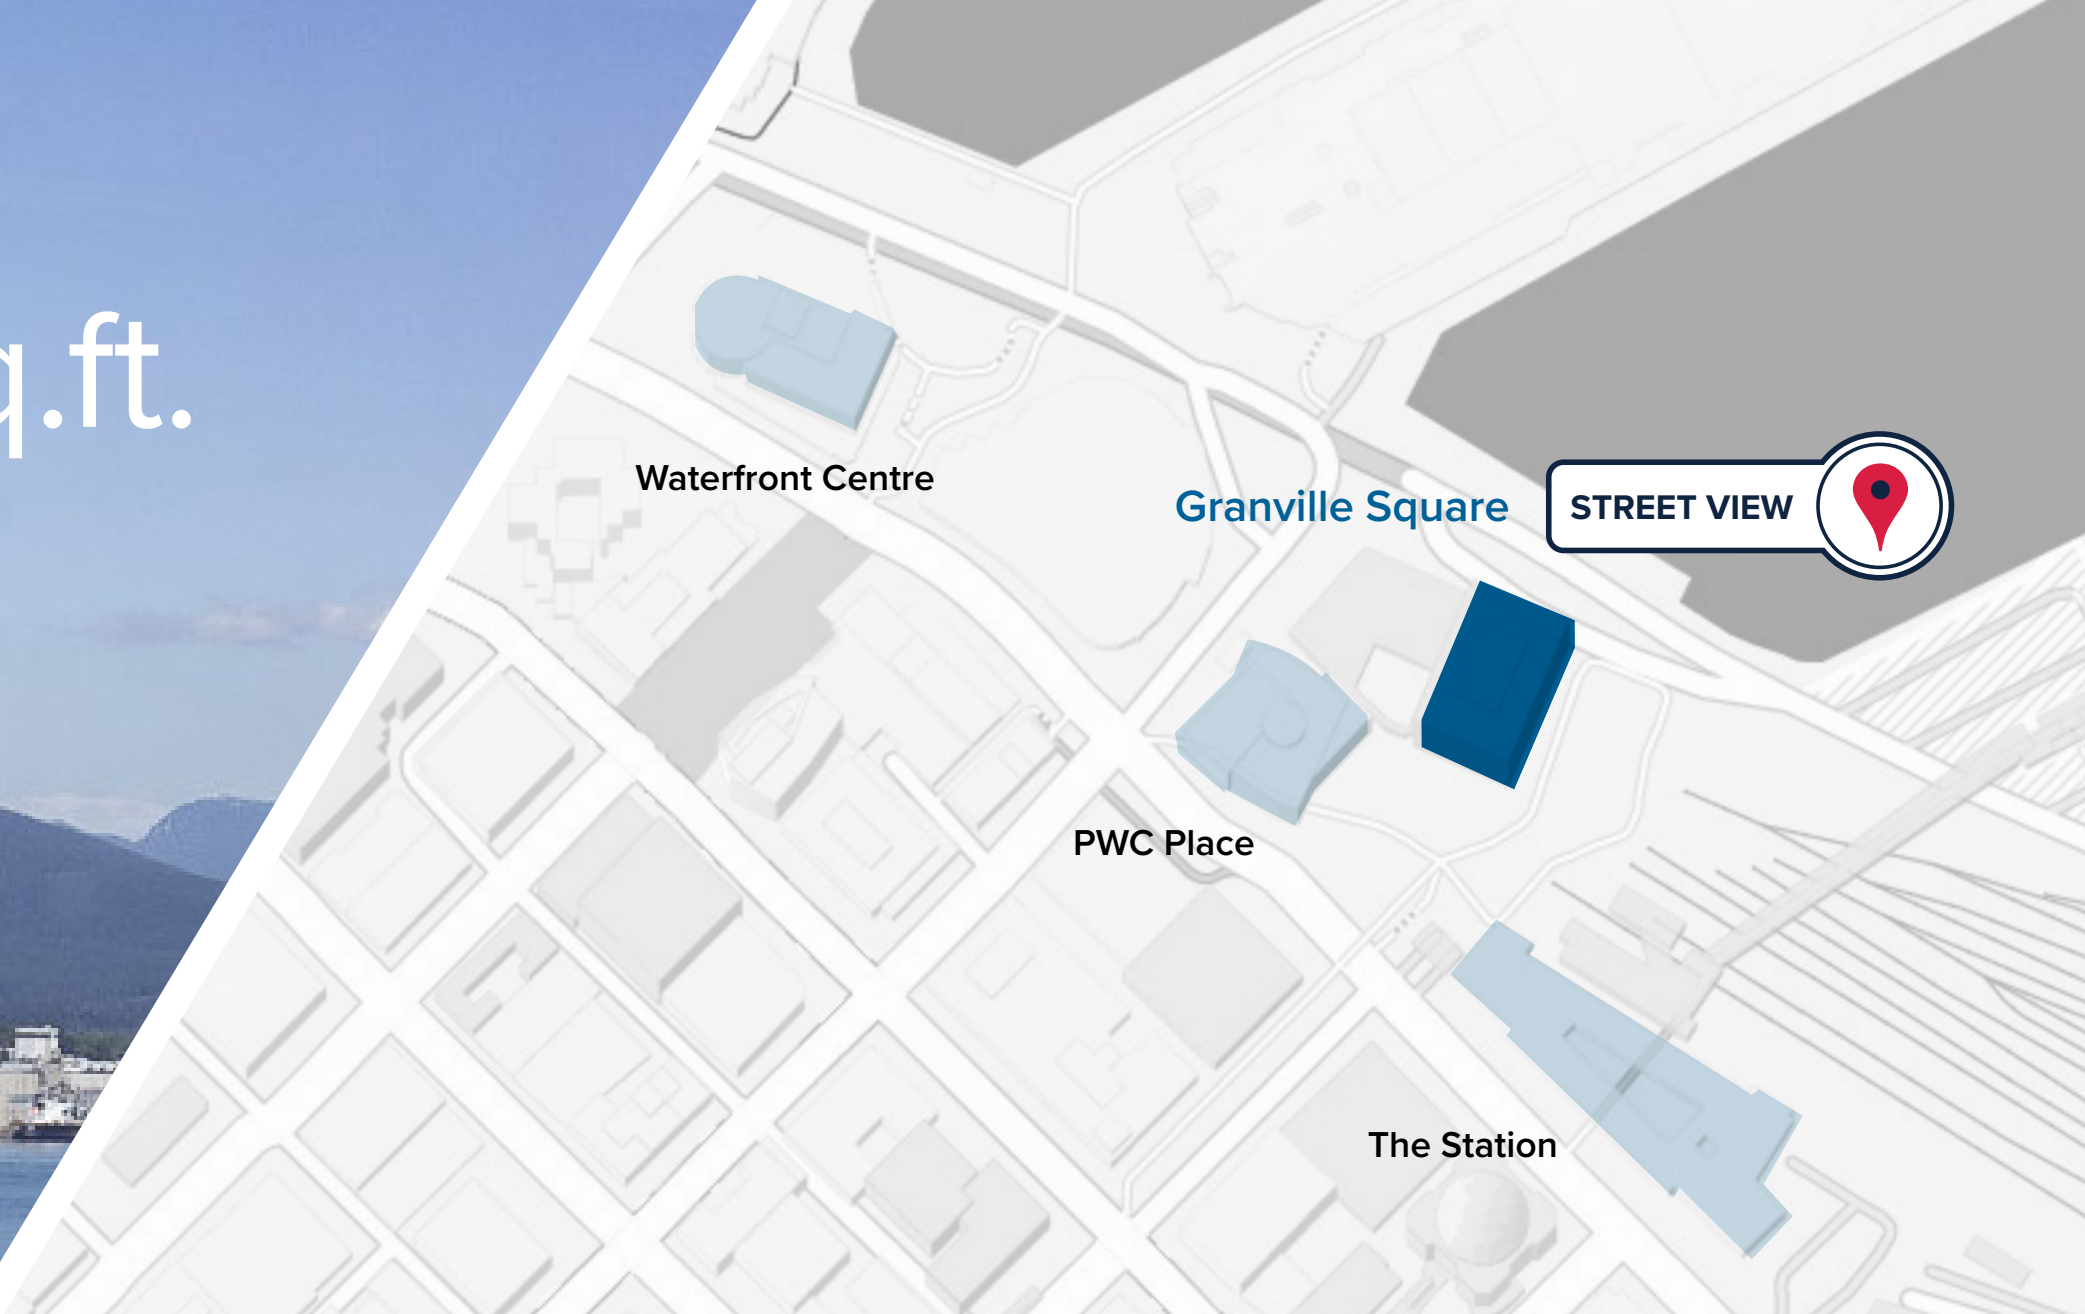 .ft.
Waterfront Centre
Granville Square
STREET VIEW
PWC Place
The Station